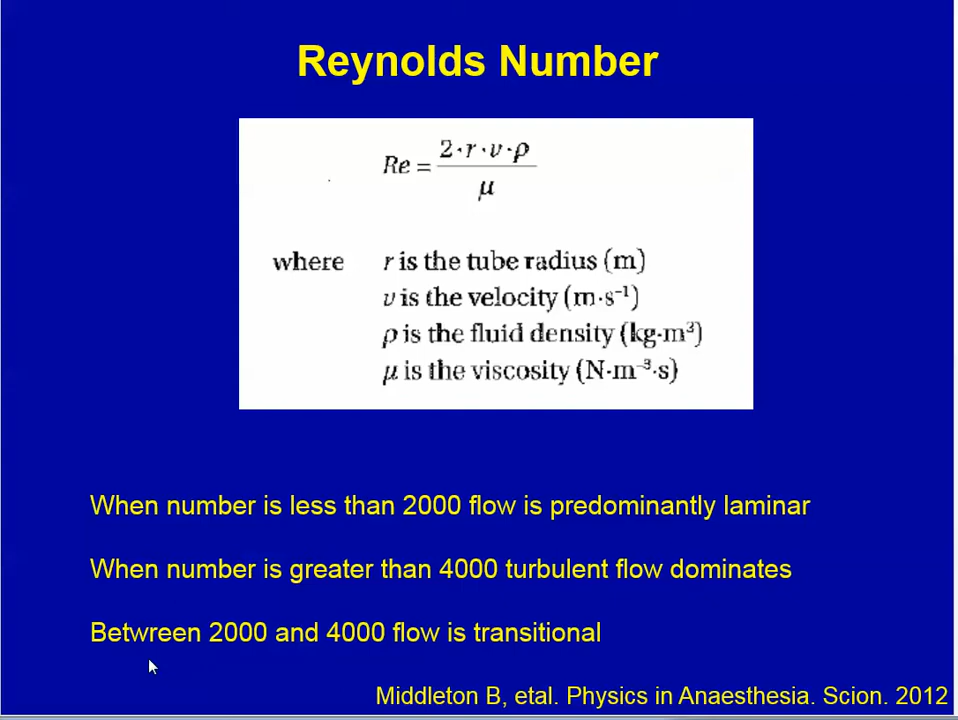 Reynolds Number
Re = 2·r·υ·ρ / μ
where r is the tube radius (m)
υ is the velocity (m·s⁻¹)
ρ is the fluid density (kg·m³)
μ is the viscosity (N·m⁻³·s)
When number is less than 2000 flow is predominantly laminar
When number is greater than 4000 turbulent flow dominates
Betwreen 2000 and 4000 flow is transitional
Middleton B, etal. Physics in Anaesthesia. Scion. 2012